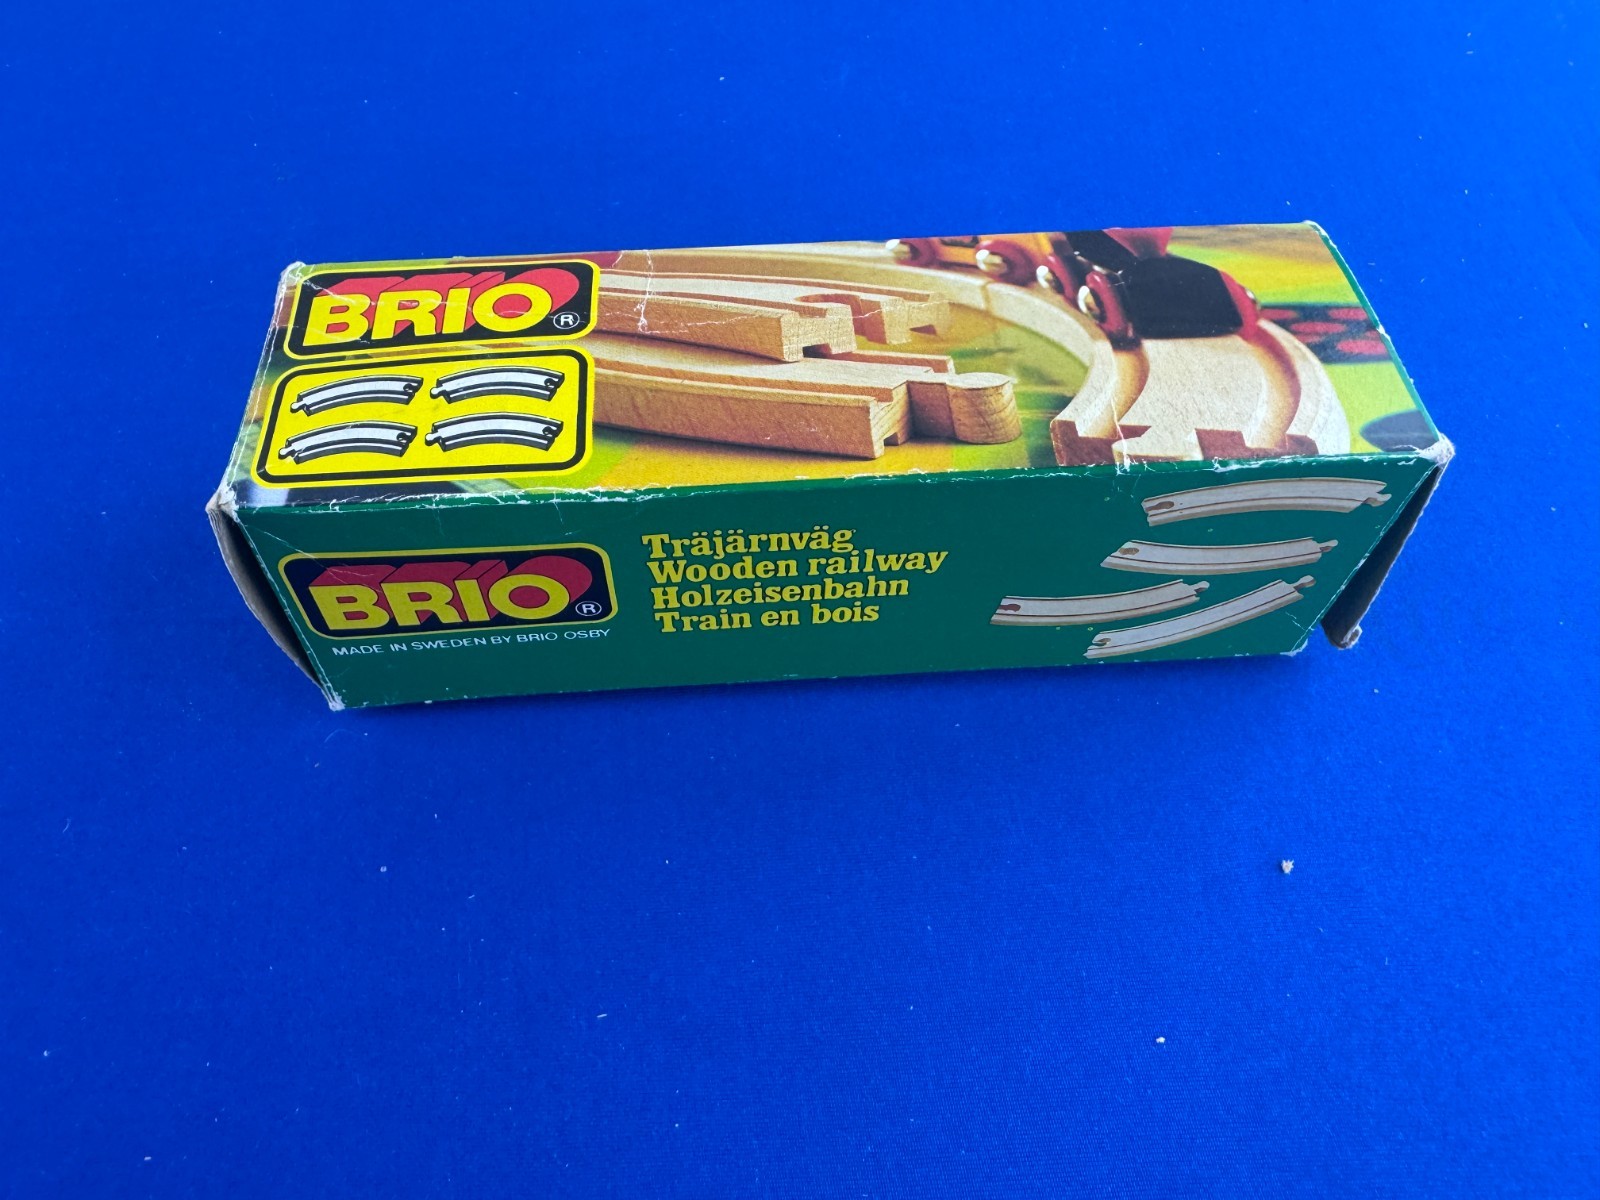 BRIO ®
BRIO ®
MADE IN SWEDEN BY BRIO OSBY
Träjärnväg
Wooden railway
Holzeisenbahn
Train en bois